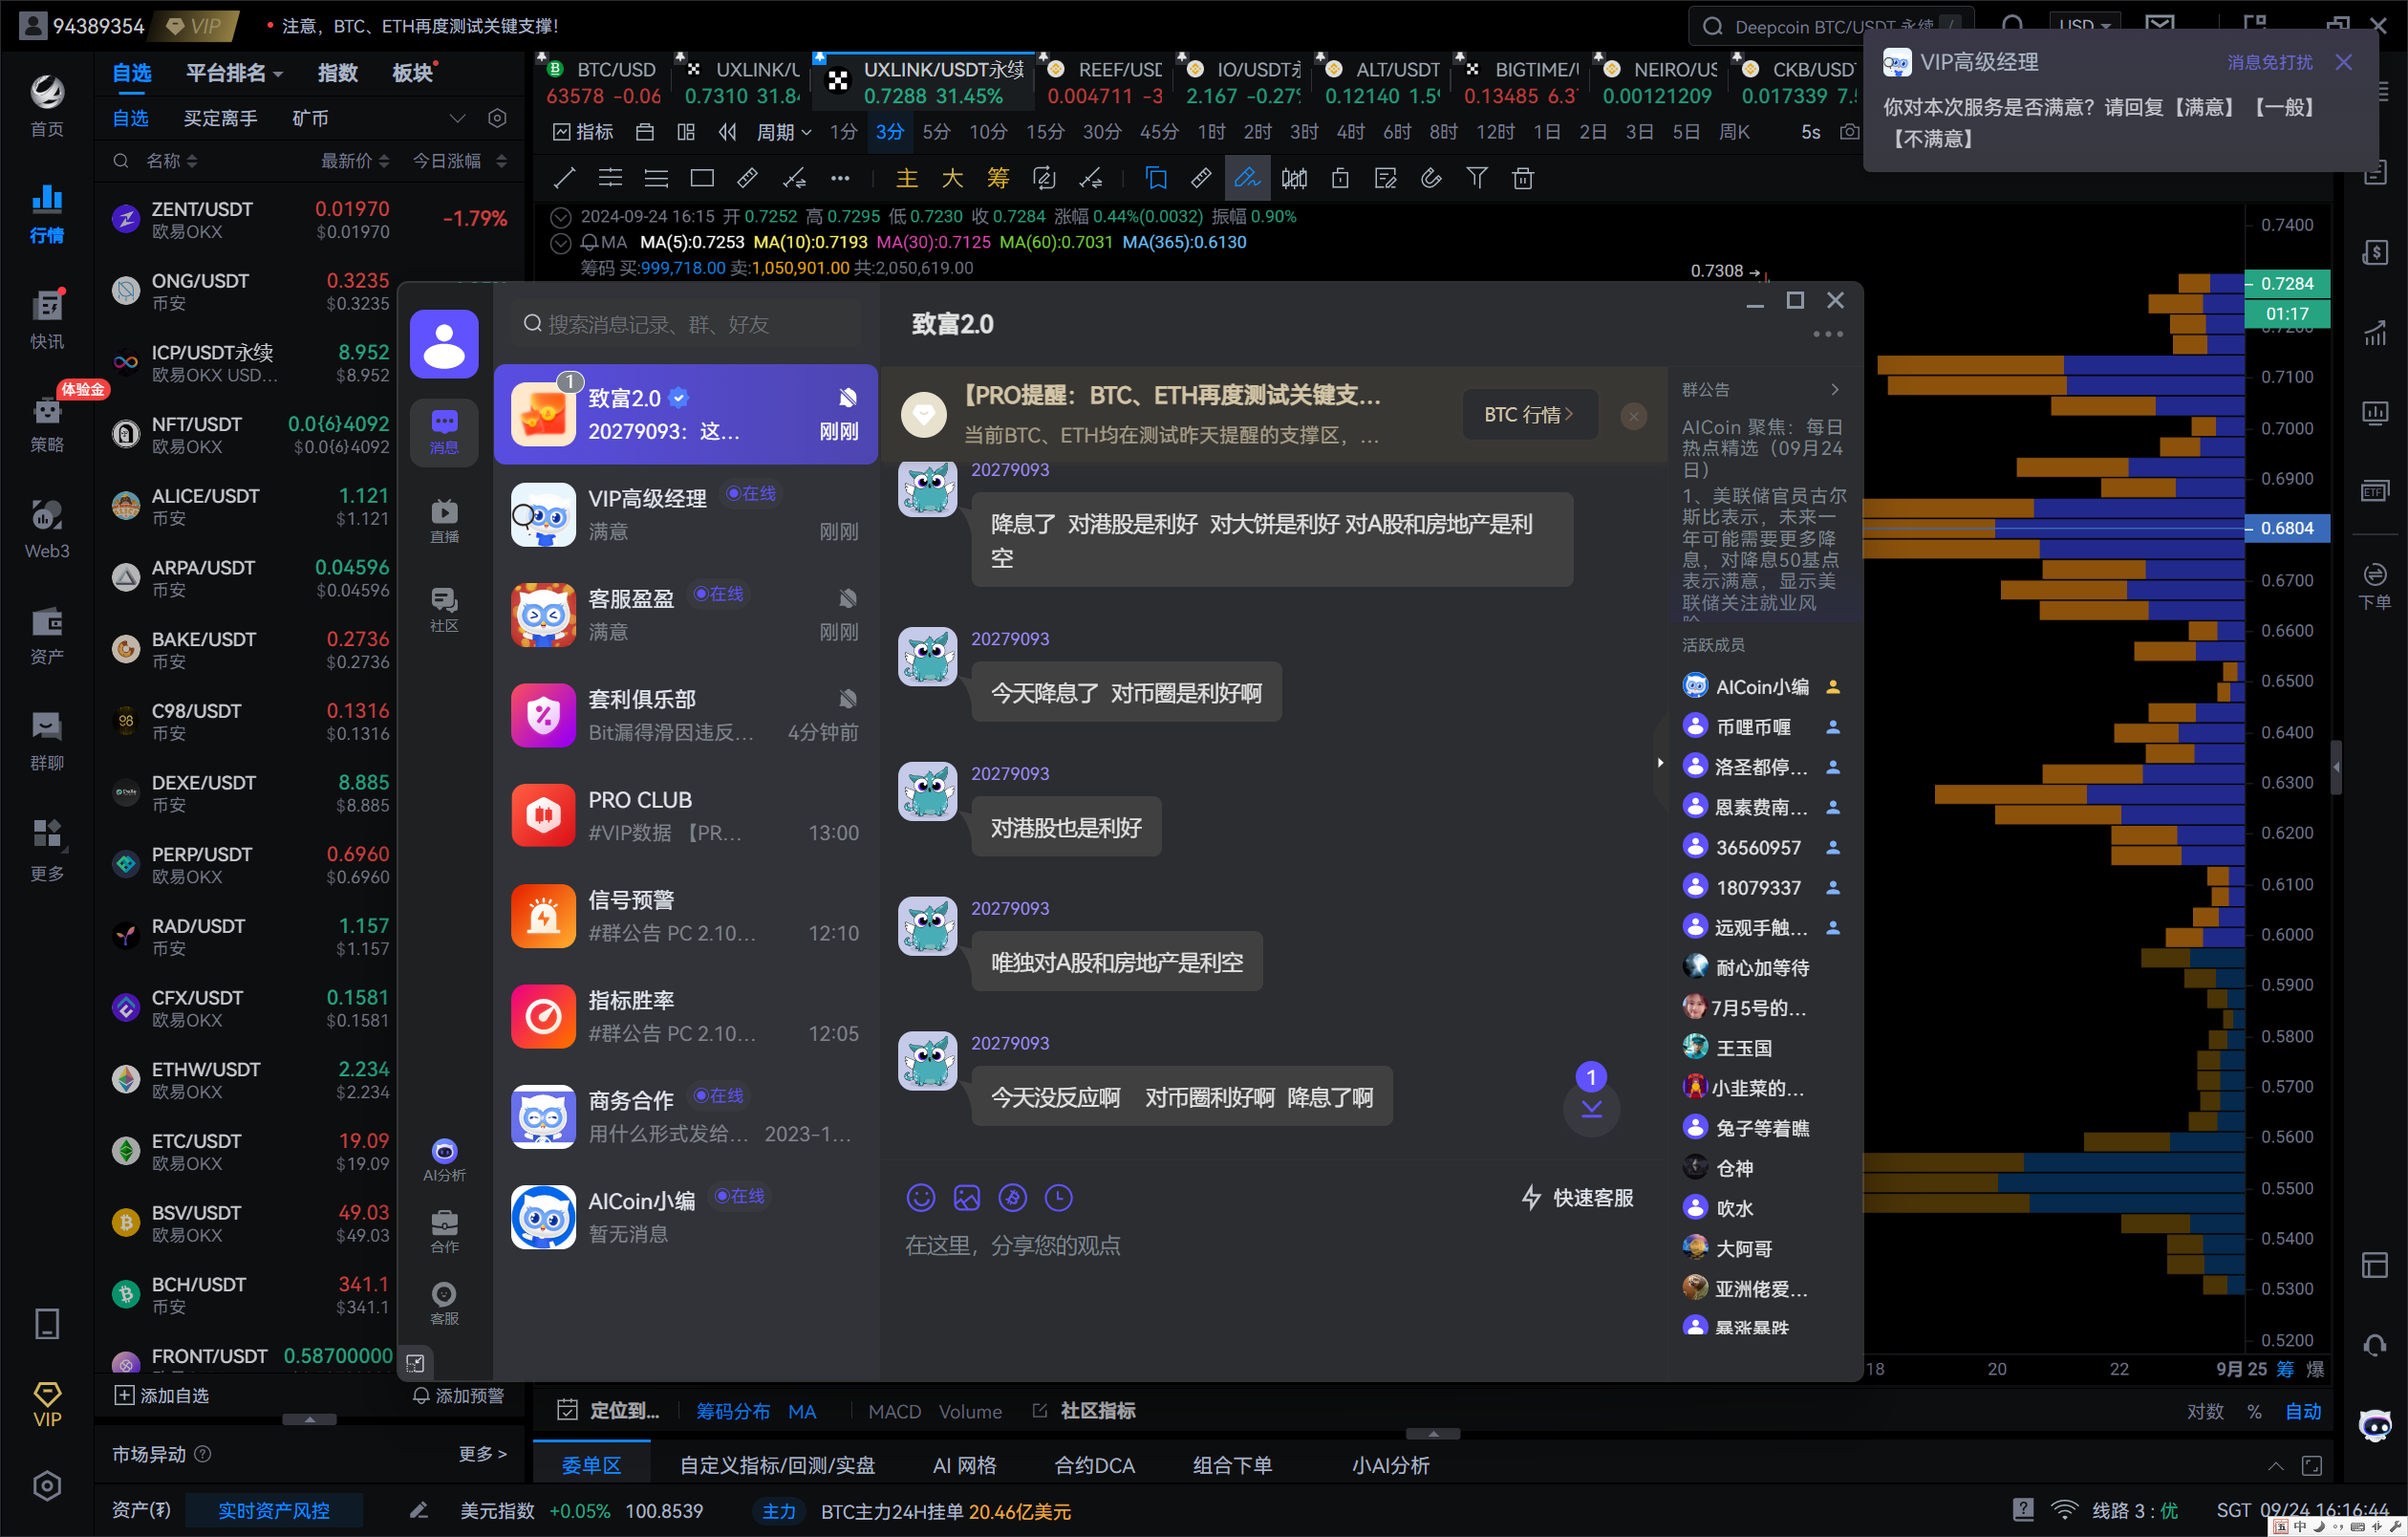 94389354 VIP
注意，BTC、ETH再度测试关键支撑！
Deepcoin BTC/USDT 永续 /
USD
首页
行情
快讯
体验金
策略
Web3
资产
群聊
更多
VIP
自选 平台排名 指数 板块
自选 买定离手 矿币
名称 最新价 今日涨幅
ZENT/USDT 0.01970 -1.79%
欧易OKX $0.01970
ONG/USDT 0.3235
币安 $0.3235
ICP/USDT永续 8.952
欧易OKX USD... $8.952
NFT/USDT 0.0{6}4092
欧易OKX $0.0{6}4092
ALICE/USDT 1.121
币安 $1.121
ARPA/USDT 0.04596
币安 $0.04596
BAKE/USDT 0.2736
币安 $0.2736
C98/USDT 0.1316
币安 $0.1316
DEXE/USDT 8.885
币安 $8.885
PERP/USDT 0.6960
欧易OKX $0.6960
RAD/USDT 1.157
币安 $1.157
CFX/USDT 0.1581
欧易OKX $0.1581
ETHW/USDT 2.234
欧易OKX $2.234
ETC/USDT 19.09
欧易OKX $19.09
BSV/USDT 49.03
欧易OKX $49.03
BCH/USDT 341.1
币安 $341.1
FRONT/USDT 0.58700000
添加自选 添加预警
市场异动 更多 >
BTC/USD
63578 -0.06
UXLINK/U
0.7310 31.84
UXLINK/USDT永续
0.7288 31.45%
REEF/USD
0.004711 -3
IO/USDT永
2.167 -0.27%
ALT/USDT
0.12140 1.5%
BIGTIME/U
0.13485 6.3
NEIRO/US
0.00121209
CKB/USDT
0.017339 7.5
指标 周期 1分 3分 5分 10分 15分 30分 45分 1时 2时 3时 4时 6时 8时 12时 1日 2日 3日 5日 周K 5s
主 大 筹
2024-09-24 16:15 开 0.7252 高 0.7295 低 0.7230 收 0.7284 涨幅 0.44%(0.0032) 振幅 0.90%
MA MA(5):0.7253 MA(10):0.7193 MA(30):0.7125 MA(60):0.7031 MA(365):0.6130
筹码 买:999,718.00 卖:1,050,901.00 共:2,050,619.00
0.7308
VIP高级经理 消息免打扰
你对本次服务是否满意？请回复【满意】【一般】
【不满意】
0.7400
0.7284
01:17
0.7200
0.7100
0.7000
0.6900
0.6804
0.6700
0.6600
0.6500
0.6400
0.6300
0.6200
0.6100
0.6000
0.5900
0.5800
0.5700
0.5600
0.5500
0.5400
0.5300
0.5200
18 20 22 9月 25 筹 爆
ETF
下单
消息
直播
社区
AI分析
合作
客服
搜索消息记录、群、好友
1
致富2.0
20279093：这... 刚刚
VIP高级经理 在线
满意 刚刚
客服盈盈 在线
满意 刚刚
套利俱乐部
Bit漏得滑因违反... 4分钟前
PRO CLUB
#VIP数据 【PR... 13:00
信号预警
#群公告 PC 2.10... 12:10
指标胜率
#群公告 PC 2.10... 12:05
商务合作 在线
用什么形式发给... 2023-1...
AICoin小编 在线
暂无消息
致富2.0
【PRO提醒：BTC、ETH再度测试关键支...
当前BTC、ETH均在测试昨天提醒的支撑区，...
BTC 行情
20279093
降息了 对港股是利好 对大饼是利好 对A股和房地产是利
空
20279093
今天降息了 对币圈是利好啊
20279093
对港股也是利好
20279093
唯独对A股和房地产是利空
20279093
今天没反应啊 对币圈利好啊 降息了啊
1
快速客服
在这里，分享您的观点
群公告
AICoin 聚焦：每日
热点精选（09月24
日）
1、美联储官员古尔
斯比表示，未来一
年可能需要更多降
息，对降息50基点
表示满意，显示美
联储关注就业风
活跃成员
AICoin小编
币哩币喱
洛圣都停...
恩素费南...
36560957
18079337
远观手触...
耐心加等待
7月5号的...
王玉国
小韭菜的...
兔子等着瞧
仓神
吹水
大阿哥
亚洲佬爱...
暴涨暴跌
定位到... 筹码分布 MA MACD Volume 社区指标
对数 % 自动
委单区 自定义指标/回测/实盘 AI 网格 合约DCA 组合下单 小AI分析
资产(₮) 实时资产风控 美元指数 +0.05% 100.8539 主力 BTC主力24H挂单 20.46亿美元
线路 3 : 优 SGT 09/24 16:16:44
中